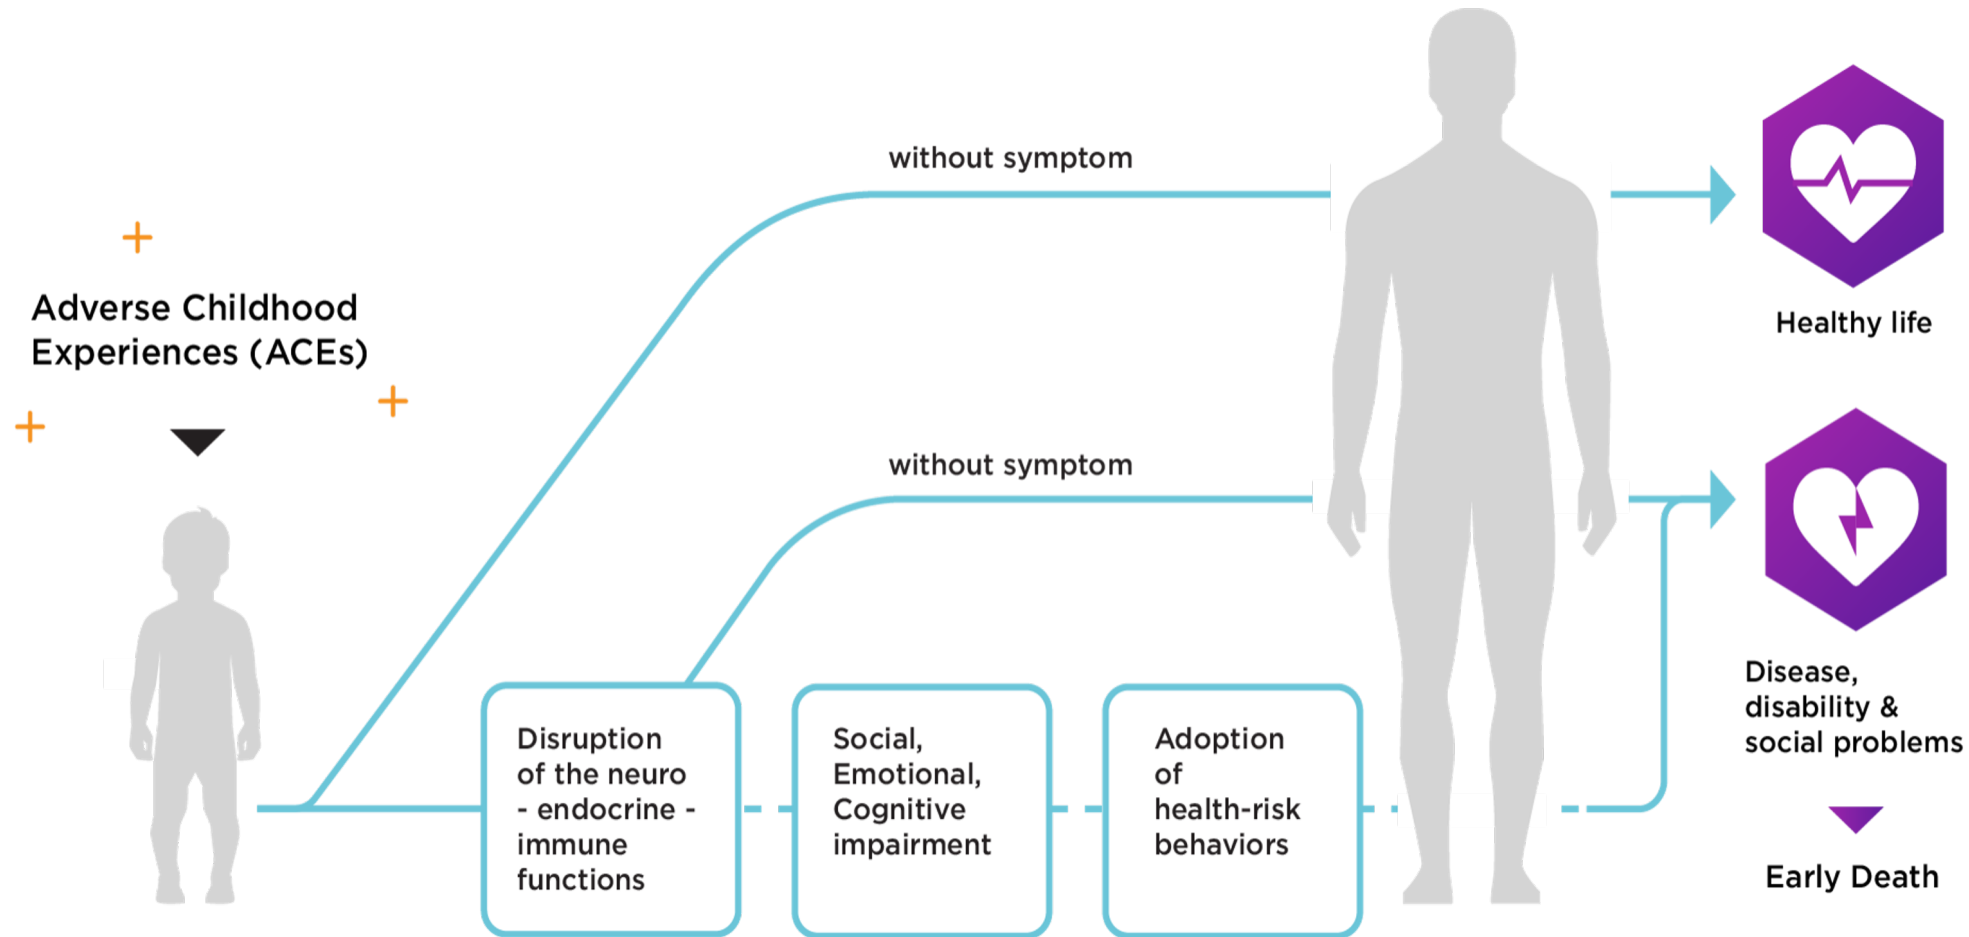 Adverse Childhood
Experiences (ACEs)
without symptom
without symptom
Disruption
of the neuro
- endocrine -
immune
functions
Social,
Emotional,
Cognitive
impairment
Adoption
of
health-risk
behaviors
Healthy life
Disease,
disability &
social problems
Early Death